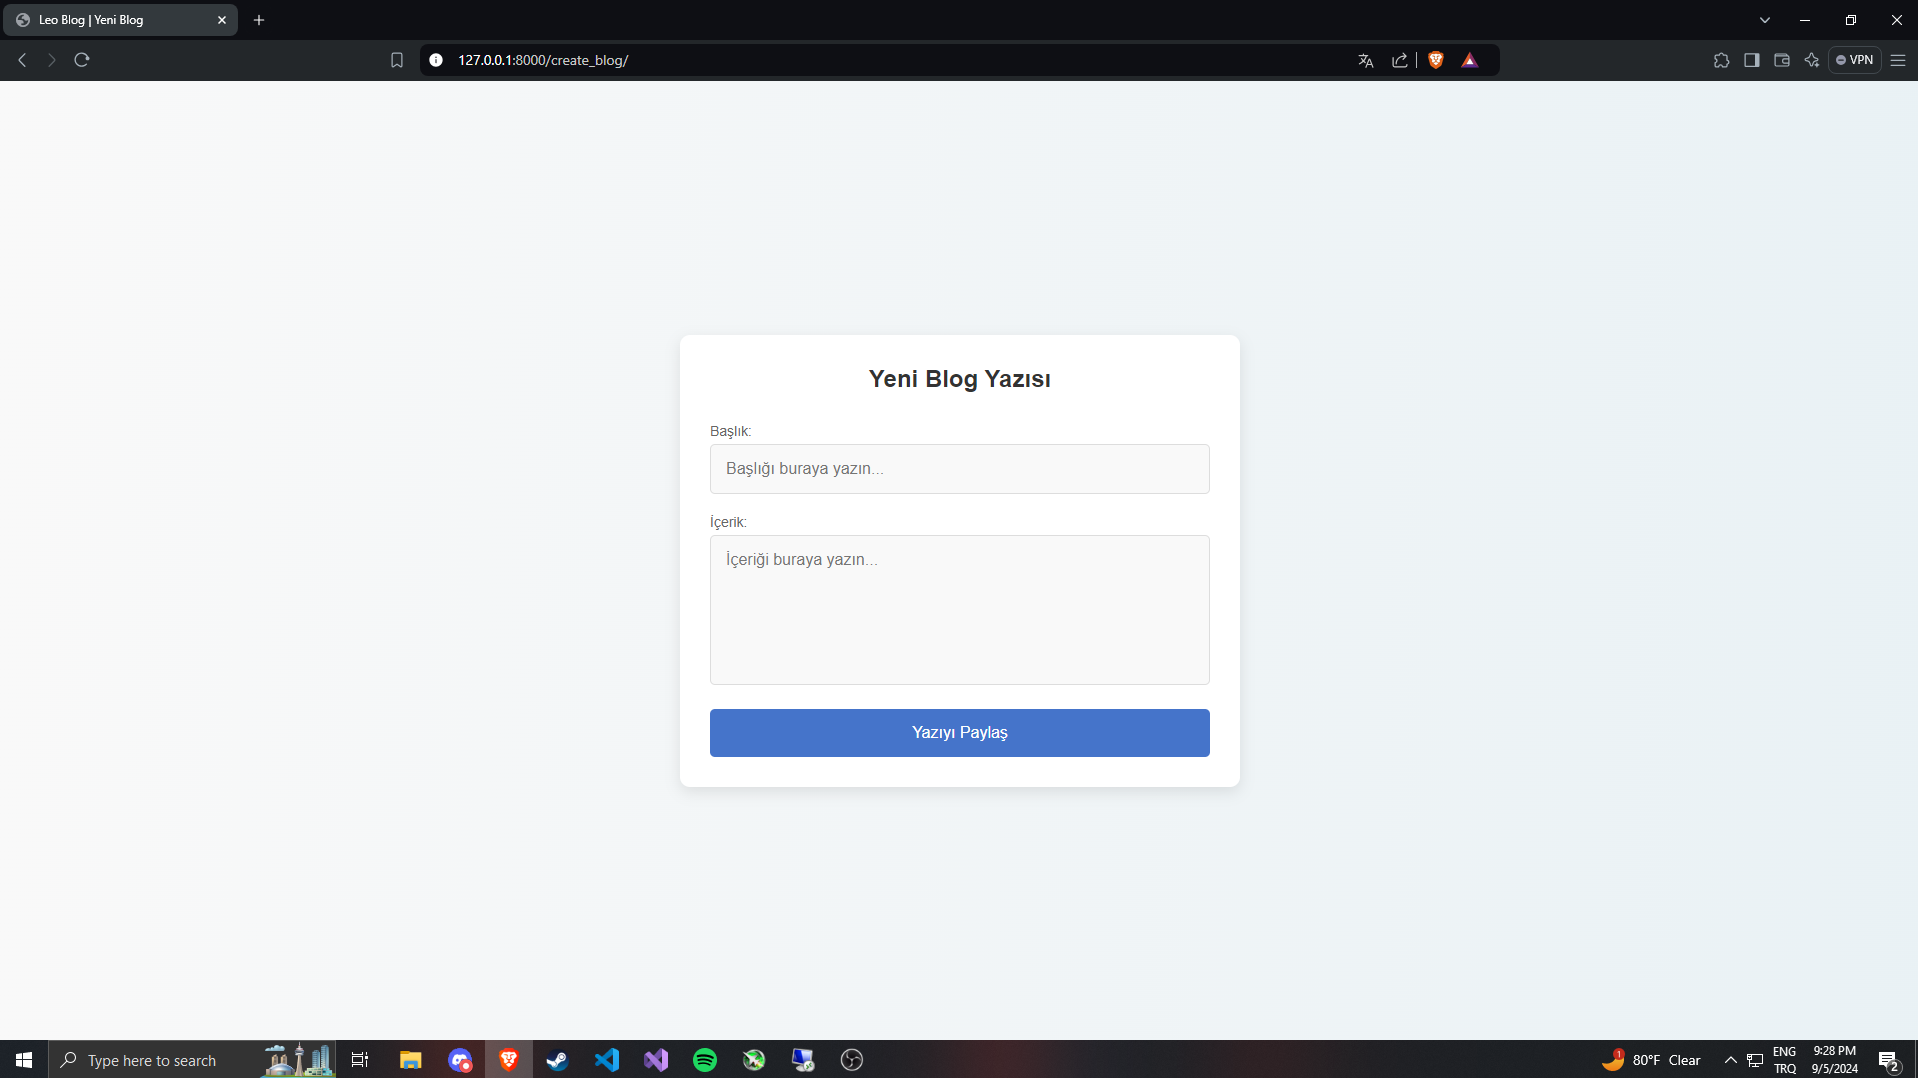 Leo Blog | Yeni Blog
127.0.0.1:8000/create_blog/
VPN
Yeni Blog Yazısı
Başlık:
Başlığı buraya yazın...
İçerik:
İçeriği buraya yazın...
Yazıyı Paylaş
Type here to search
1
80°F Clear
ENG
TRQ
9:28 PM
9/5/2024
2